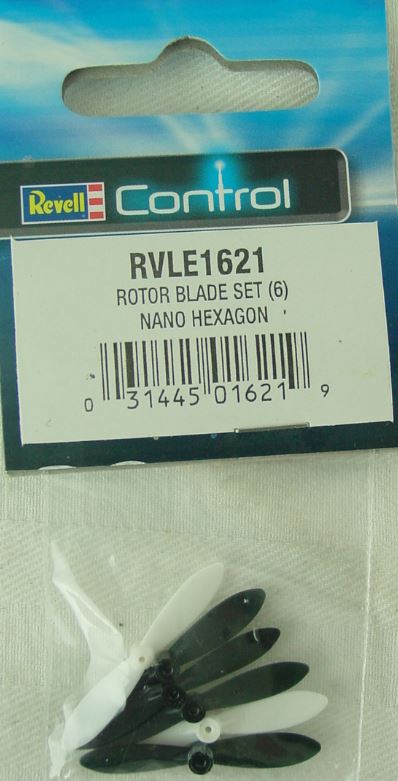 Revell Control
RVLE1621
ROTOR BLADE SET (6)
NANO HEXAGON
0 31445 01621 9